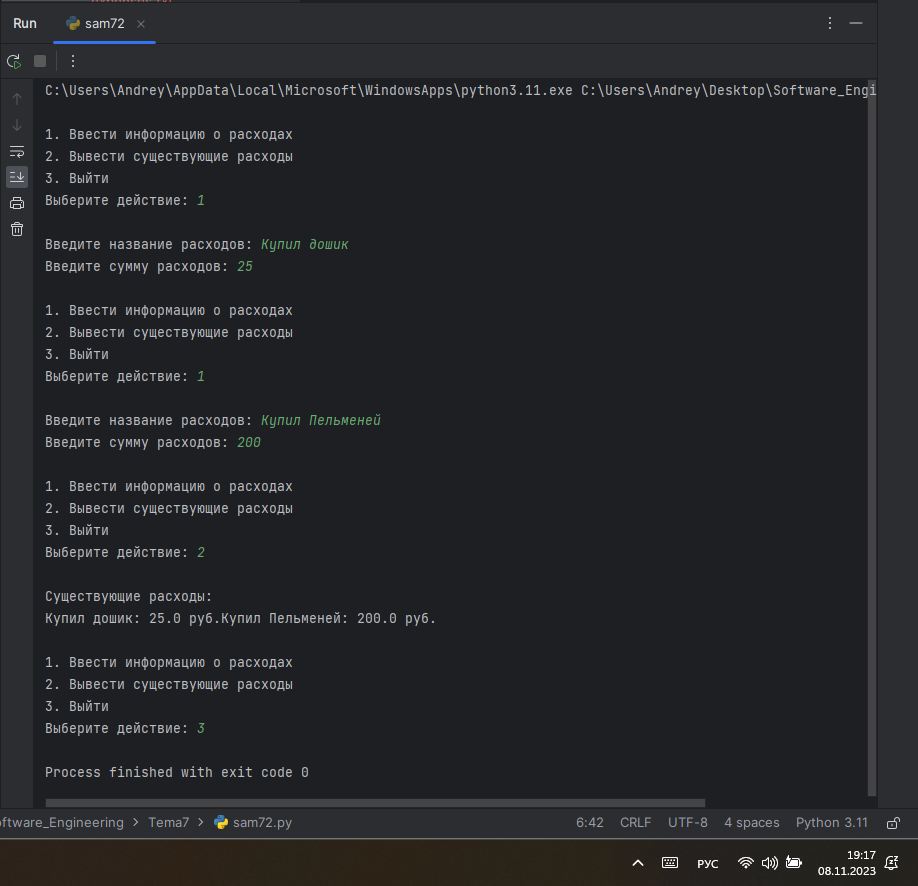 Run
sam72
C:\Users\Andrey\AppData\Local\Microsoft\WindowsApps\python3.11.exe C:\Users\Andrey\Desktop\Software_Engi
1. Ввести информацию о расходах
2. Вывести существующие расходы
3. Выйти
Выберите действие: 1
Введите название расходов: Купил дошик
Введите сумму расходов: 25
1. Ввести информацию о расходах
2. Вывести существующие расходы
3. Выйти
Выберите действие: 1
Введите название расходов: Купил Пельменей
Введите сумму расходов: 200
1. Ввести информацию о расходах
2. Вывести существующие расходы
3. Выйти
Выберите действие: 2
Существующие расходы:
Купил дошик: 25.0 руб.Купил Пельменей: 200.0 руб.
1. Ввести информацию о расходах
2. Вывести существующие расходы
3. Выйти
Выберите действие: 3
Process finished with exit code 0
oftware_Engineering > Tema7 > sam72.py 6:42 CRLF UTF-8 4 spaces Python 3.11
РУС 19:17
08.11.2023